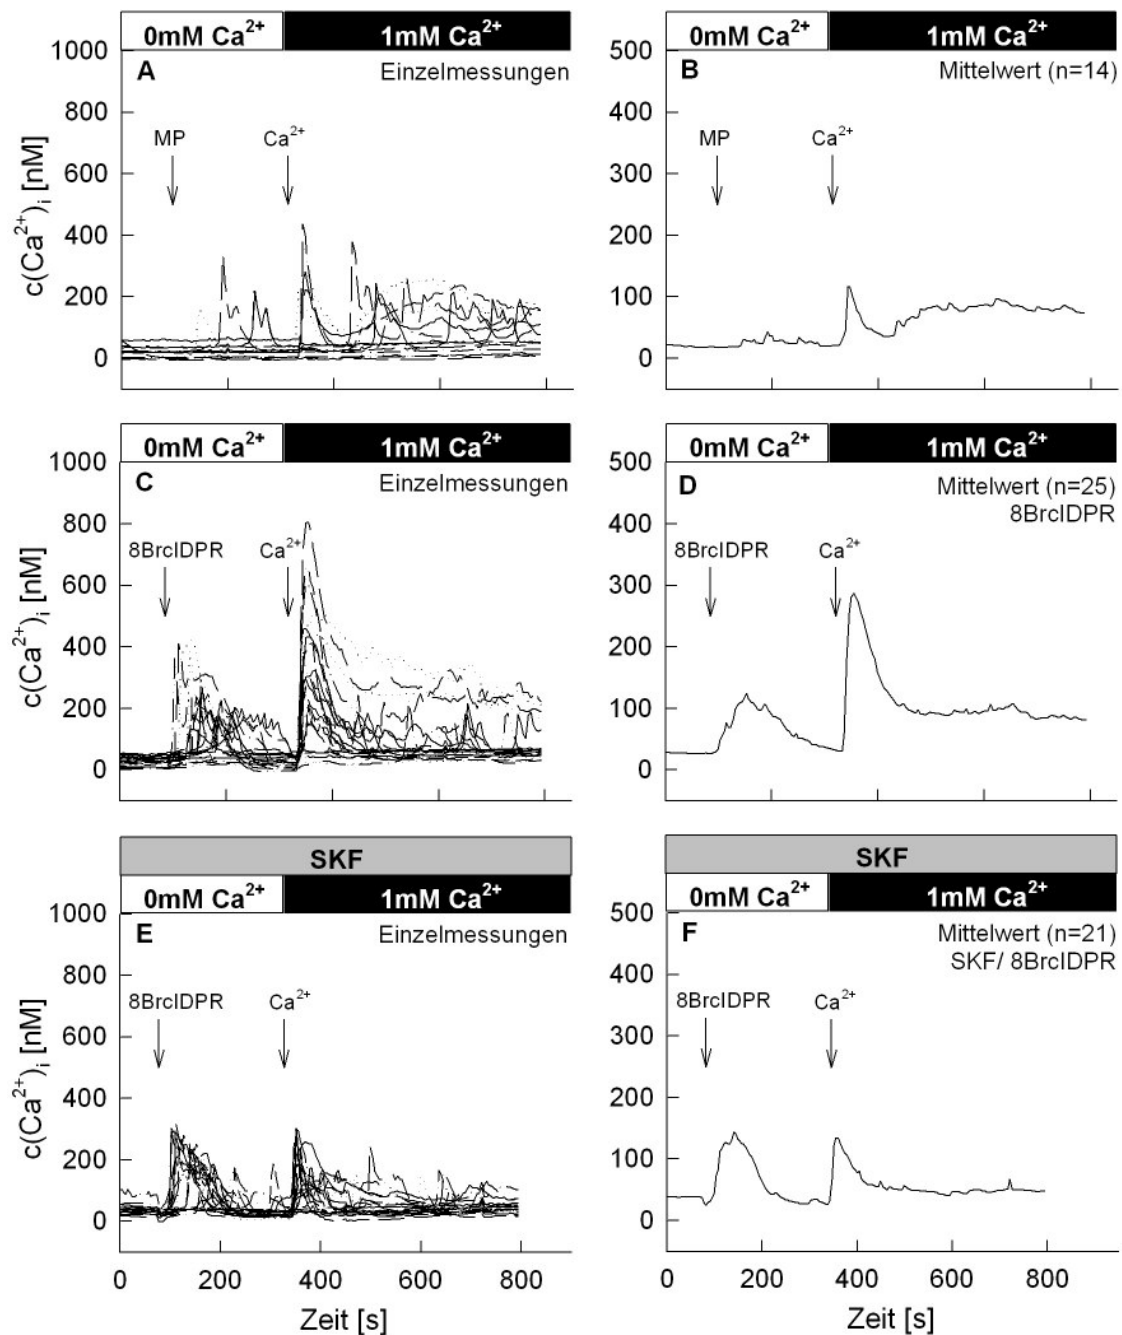 0mM Ca²⁺ 1mM Ca²⁺
A Einzelmessungen
1000
800
600
400
200
0
c(Ca²⁺)ᵢ [nM]
MP Ca²⁺
0mM Ca²⁺ 1mM Ca²⁺
B Mittelwert (n=14)
500
400
300
200
100
0
MP Ca²⁺
0mM Ca²⁺ 1mM Ca²⁺
C Einzelmessungen
1000
800
600
400
200
0
c(Ca²⁺)ᵢ [nM]
8BrcIDPR Ca²⁺
0mM Ca²⁺ 1mM Ca²⁺
D Mittelwert (n=25)
8BrcIDPR
500
400
300
200
100
0
8BrcIDPR Ca²⁺
SKF
0mM Ca²⁺ 1mM Ca²⁺
E Einzelmessungen
1000
800
600
400
200
0
c(Ca²⁺)ᵢ [nM]
8BrcIDPR Ca²⁺
0 200 400 600 800
Zeit [s]
SKF
0mM Ca²⁺ 1mM Ca²⁺
F Mittelwert (n=21)
SKF/ 8BrcIDPR
500
400
300
200
100
0
8BrcIDPR Ca²⁺
0 200 400 600 800
Zeit [s]